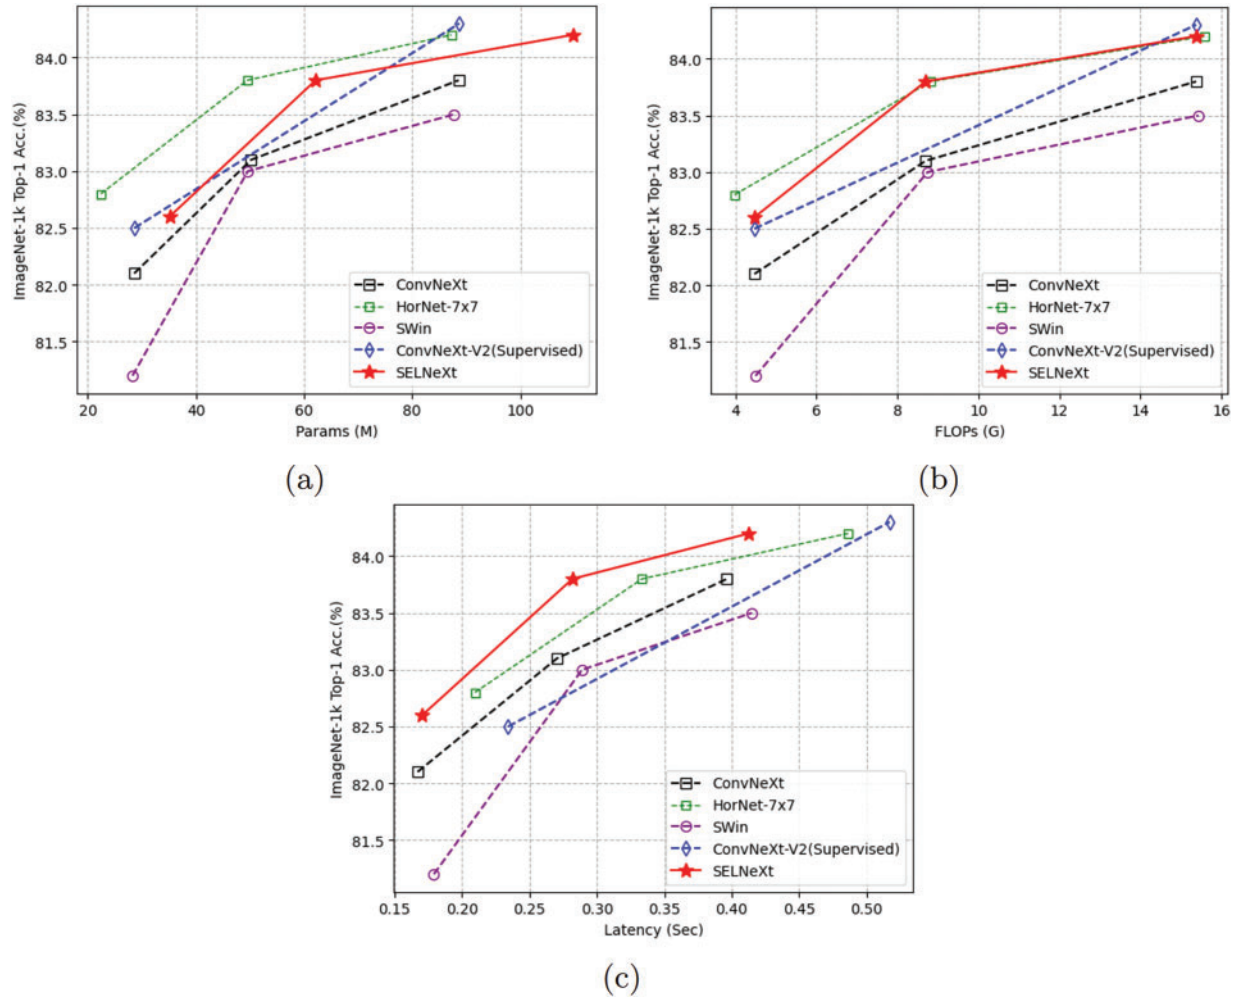 84.0
83.5
83.0
82.5
82.0
81.5
ImageNet-1k Top-1 Acc.(%)
ConvNeXt
HorNet-7x7
SWin
ConvNeXt-V2(Supervised)
SELNeXt
20 40 60 80 100
Params (M)
(a)
84.0
83.5
83.0
82.5
82.0
81.5
ImageNet-1k Top-1 Acc.(%)
ConvNeXt
HorNet-7x7
SWin
ConvNeXt-V2(Supervised)
SELNeXt
4 6 8 10 12 14 16
FLOPs (G)
(b)
84.0
83.5
83.0
82.5
82.0
81.5
ImageNet-1k Top-1 Acc.(%)
ConvNeXt
HorNet-7x7
SWin
ConvNeXt-V2(Supervised)
SELNeXt
0.15 0.20 0.25 0.30 0.35 0.40 0.45 0.50
Latency (Sec)
(c)